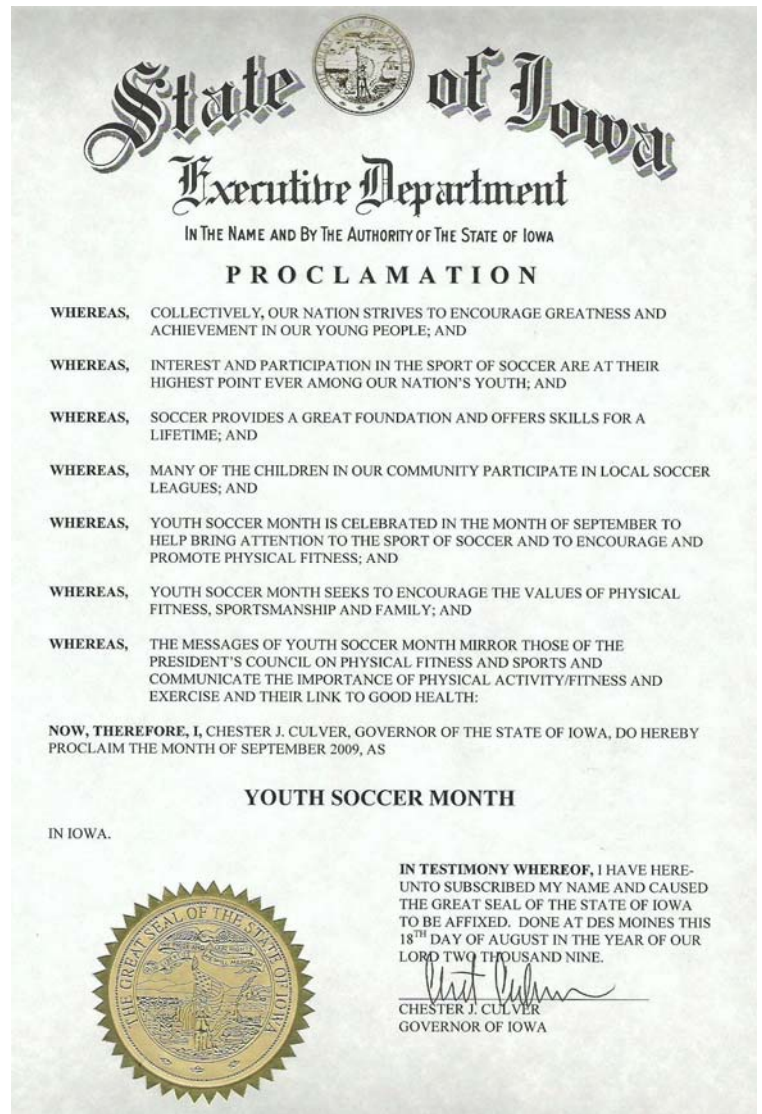 State of Iowa
Executive Department
IN THE NAME AND BY THE AUTHORITY OF THE STATE OF IOWA
PROCLAMATION
WHEREAS, COLLECTIVELY, OUR NATION STRIVES TO ENCOURAGE GREATNESS AND
ACHIEVEMENT IN OUR YOUNG PEOPLE; AND
WHEREAS, INTEREST AND PARTICIPATION IN THE SPORT OF SOCCER ARE AT THEIR
HIGHEST POINT EVER AMONG OUR NATION'S YOUTH; AND
WHEREAS, SOCCER PROVIDES A GREAT FOUNDATION AND OFFERS SKILLS FOR A
LIFETIME; AND
WHEREAS, MANY OF THE CHILDREN IN OUR COMMUNITY PARTICIPATE IN LOCAL SOCCER
LEAGUES; AND
WHEREAS, YOUTH SOCCER MONTH IS CELEBRATED IN THE MONTH OF SEPTEMBER TO
HELP BRING ATTENTION TO THE SPORT OF SOCCER AND TO ENCOURAGE AND
PROMOTE PHYSICAL FITNESS; AND
WHEREAS, YOUTH SOCCER MONTH SEEKS TO ENCOURAGE THE VALUES OF PHYSICAL
FITNESS, SPORTSMANSHIP AND FAMILY; AND
WHEREAS, THE MESSAGES OF YOUTH SOCCER MONTH MIRROR THOSE OF THE
PRESIDENT'S COUNCIL ON PHYSICAL FITNESS AND SPORTS AND
COMMUNICATE THE IMPORTANCE OF PHYSICAL ACTIVITY/FITNESS AND
EXERCISE AND THEIR LINK TO GOOD HEALTH:
NOW, THEREFORE, I, CHESTER J. CULVER, GOVERNOR OF THE STATE OF IOWA, DO HEREBY
PROCLAIM THE MONTH OF SEPTEMBER 2009, AS
YOUTH SOCCER MONTH
IN IOWA.
THE GREAT SEAL OF THE STATE OF IOWA
IN TESTIMONY WHEREOF, I HAVE HERE-
UNTO SUBSCRIBED MY NAME AND CAUSED
THE GREAT SEAL OF THE STATE OF IOWA
TO BE AFFIXED. DONE AT DES MOINES THIS
18TH DAY OF AUGUST IN THE YEAR OF OUR
LORD TWO THOUSAND NINE.
Chet Culver
CHESTER J. CULVER
GOVERNOR OF IOWA